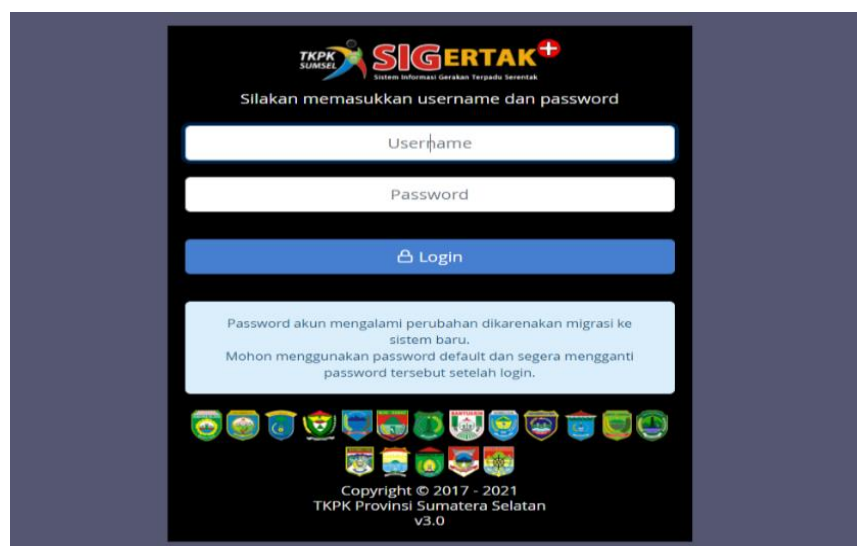 TKPK
SUMSEL
SIGERTAK+
Sistem Informasi Gerakan Terpadu Serentak
Silakan memasukkan username dan password
Username
Password
Login
Password akun mengalami perubahan dikarenakan migrasi ke
sistem baru.
Mohon menggunakan password default dan segera mengganti
password tersebut setelah login.
Copyright © 2017 - 2021
TKPK Provinsi Sumatera Selatan
v3.0